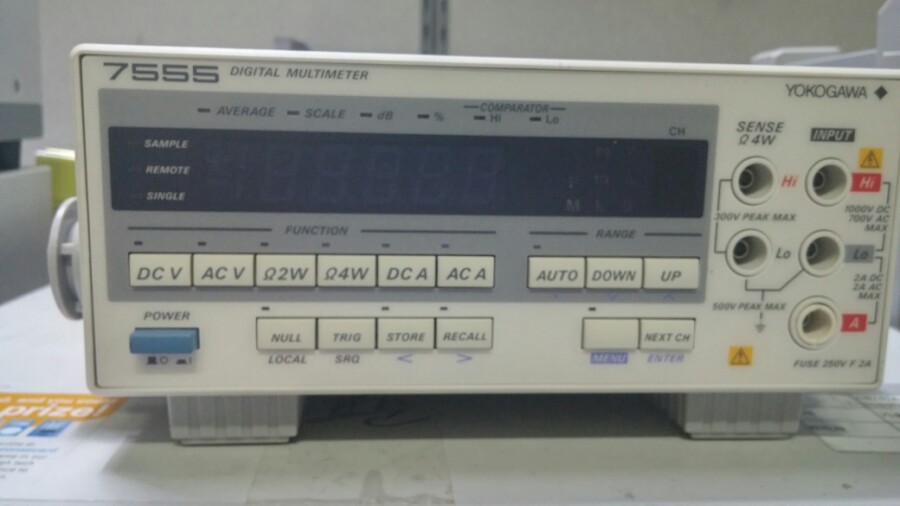 7555 DIGITAL MULTIMETER
YOKOGAWA
AVERAGE SCALE dB % COMPARATOR Hi Lo
CH
SAMPLE
REMOTE
SINGLE
M
FUNCTION
RANGE
DC V AC V Ω2W Ω4W DC A AC A
AUTO DOWN UP
POWER
NULL TRIG STORE RECALL
NEXT CH
LOCAL SRQ < >
MENU ENTER
SENSE
Ω 4W
INPUT
Hi
Hi
300V PEAK MAX
1000V DC
700V AC
MAX
Lo
Lo
2A DC
2A AC
MAX
500V PEAK MAX
A
FUSE 250V F 2A
prize!